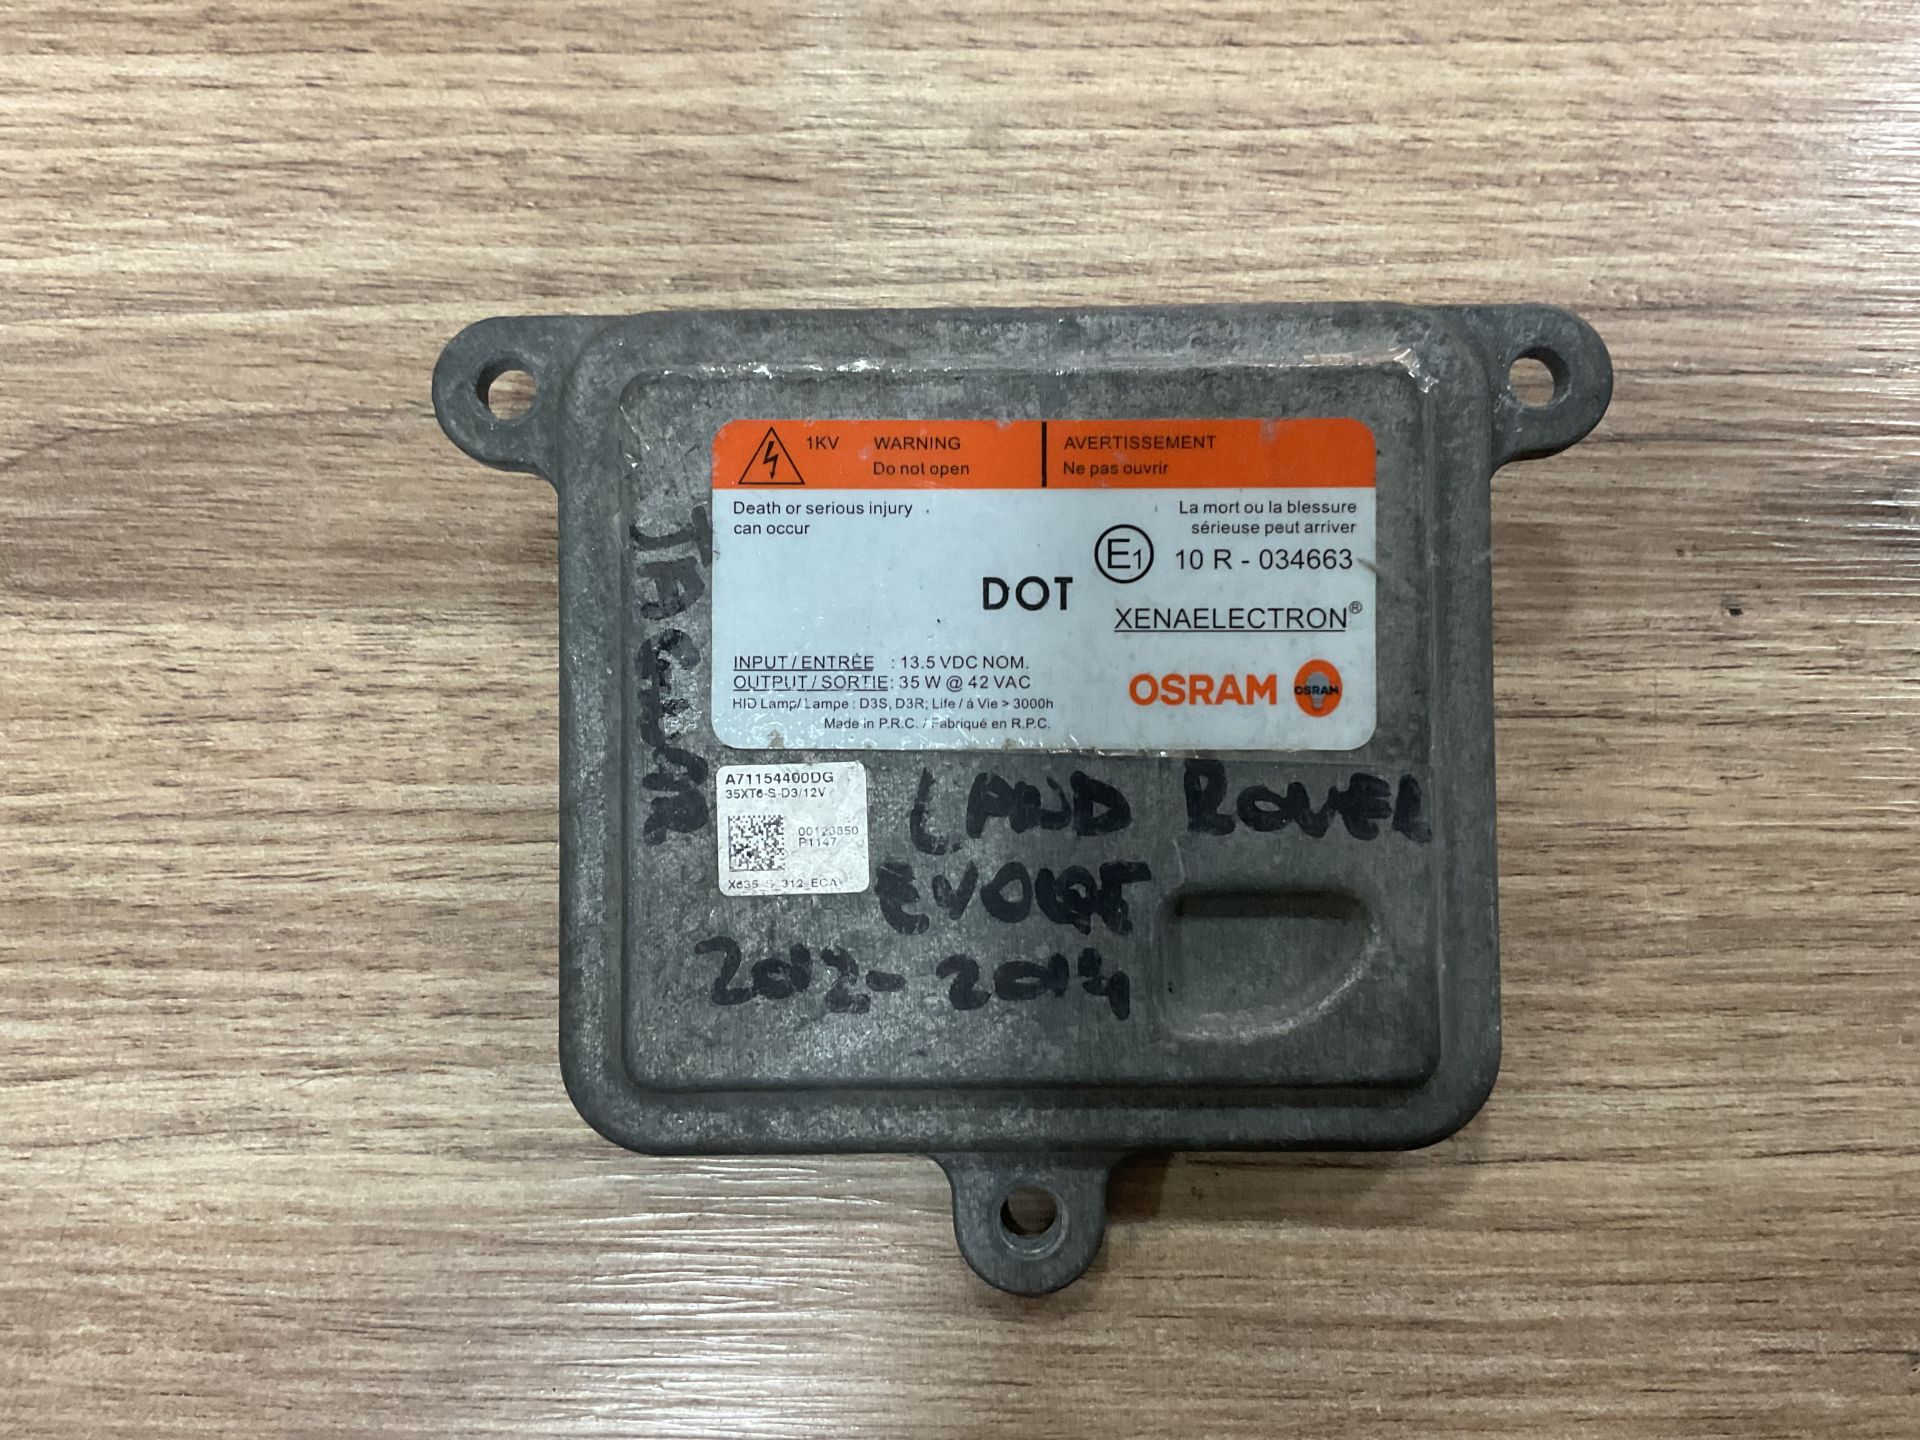 1KV WARNING
Do not open
AVERTISSEMENT
Ne pas ouvrir
Death or serious injury
can occur
La mort ou la blessure
sérieuse peut arriver
E1 10 R - 034663
DOT
XENAELECTRON®
INPUT / ENTRÉE : 13.5 VDC NOM.
OUTPUT / SORTIE : 35 W @ 42 VAC
HID Lamp/ Lampe : D3S, D3R; Life / à Vie > 3000h
Made in P.R.C. / Fabriqué en R.P.C.
OSRAM OSRAM
JAGUAR
A71154400DG
35XT6-S-D3/12V
00123850
P1147
X635_S_312_ECA
LAND ROVER
EVOQUE
2012-2014